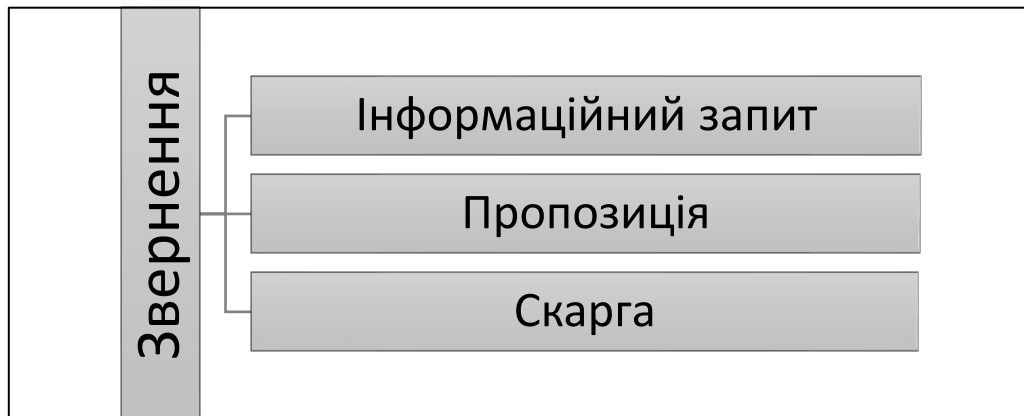 Звернення
Інформаційний запит
Пропозиція
Скарга